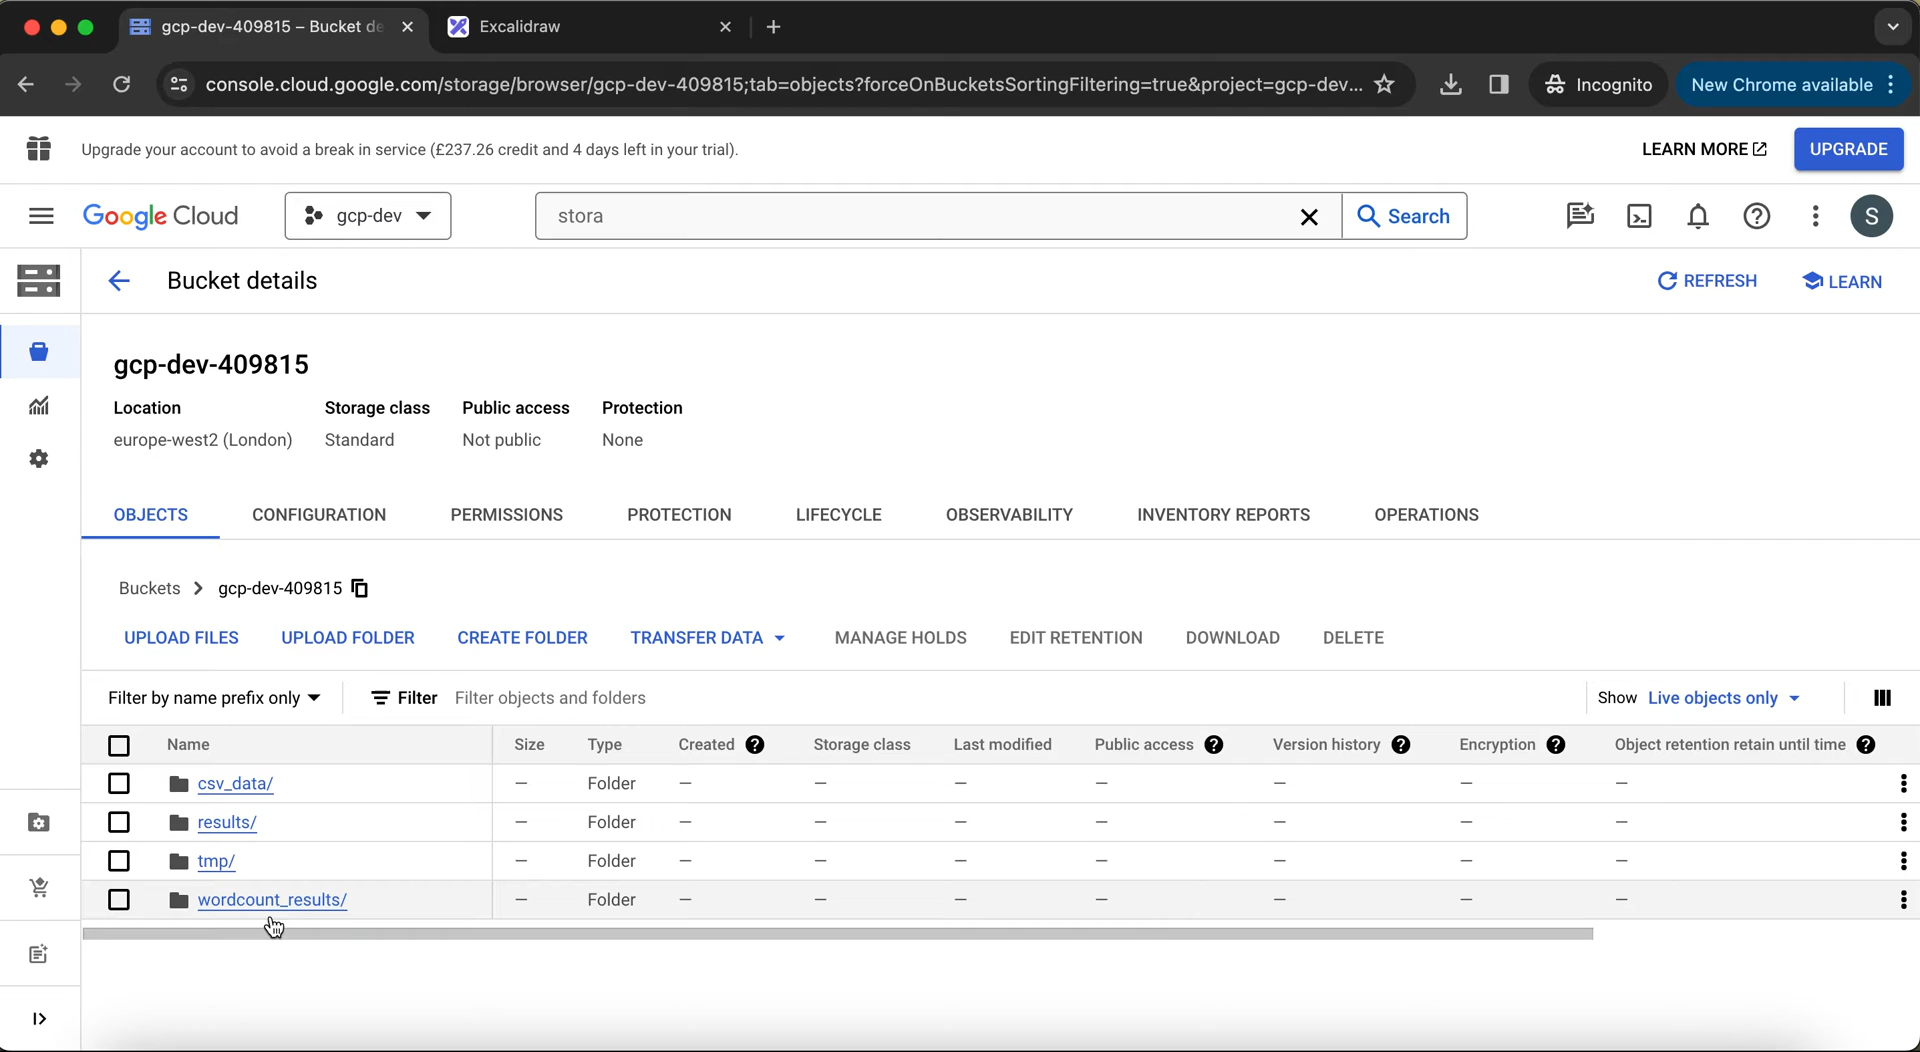 gcp-dev-409815 – Bucket de
Excalidraw
console.cloud.google.com/storage/browser/gcp-dev-409815;tab=objects?forceOnBucketsSortingFiltering=true&project=gcp-dev...
Incognito
New Chrome available
Upgrade your account to avoid a break in service (£237.26 credit and 4 days left in your trial).
LEARN MORE
UPGRADE
Google Cloud
gcp-dev
stora
Search
S
Bucket details
REFRESH
LEARN
gcp-dev-409815
Location Storage class Public access Protection
europe-west2 (London) Standard Not public None
OBJECTS CONFIGURATION PERMISSIONS PROTECTION LIFECYCLE OBSERVABILITY INVENTORY REPORTS OPERATIONS
Buckets > gcp-dev-409815
UPLOAD FILES UPLOAD FOLDER CREATE FOLDER TRANSFER DATA MANAGE HOLDS EDIT RETENTION DOWNLOAD DELETE
Filter by name prefix only Filter Filter objects and folders Show Live objects only
Name Size Type Created ? Storage class Last modified Public access ? Version history ? Encryption ? Object retention retain until time ?
csv_data/ — Folder — — — — — — —
results/ — Folder — — — — — — —
tmp/ — Folder — — — — — — —
wordcount_results/ — Folder — — — — — — —